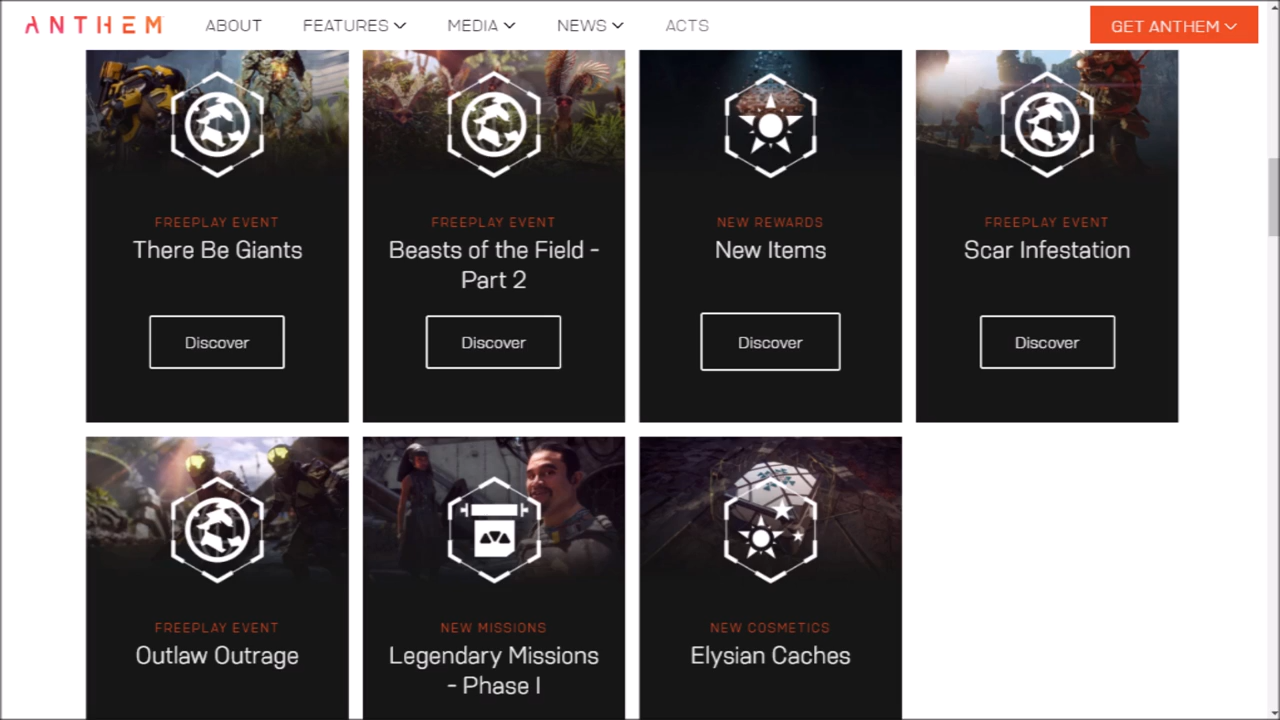 ANTHEM ABOUT FEATURES MEDIA NEWS ACTS GET ANTHEM
FREEPLAY EVENT
There Be Giants
Discover
FREEPLAY EVENT
Beasts of the Field -
Part 2
Discover
NEW REWARDS
New Items
Discover
FREEPLAY EVENT
Scar Infestation
Discover
FREEPLAY EVENT
Outlaw Outrage
NEW MISSIONS
Legendary Missions
- Phase I
NEW COSMETICS
Elysian Caches